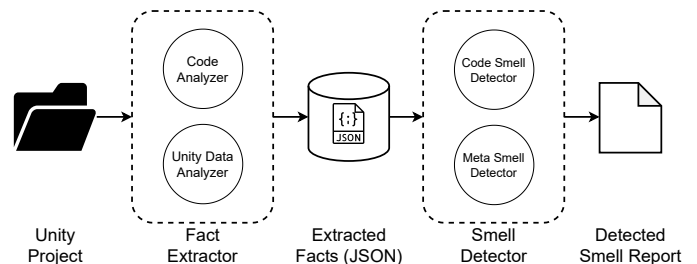 Code
Analyzer
Unity Data
Analyzer
{:}
JSON
Code Smell
Detector
Meta Smell
Detector
Unity
Project
Fact
Extractor
Extracted
Facts (JSON)
Smell
Detector
Detected
Smell Report